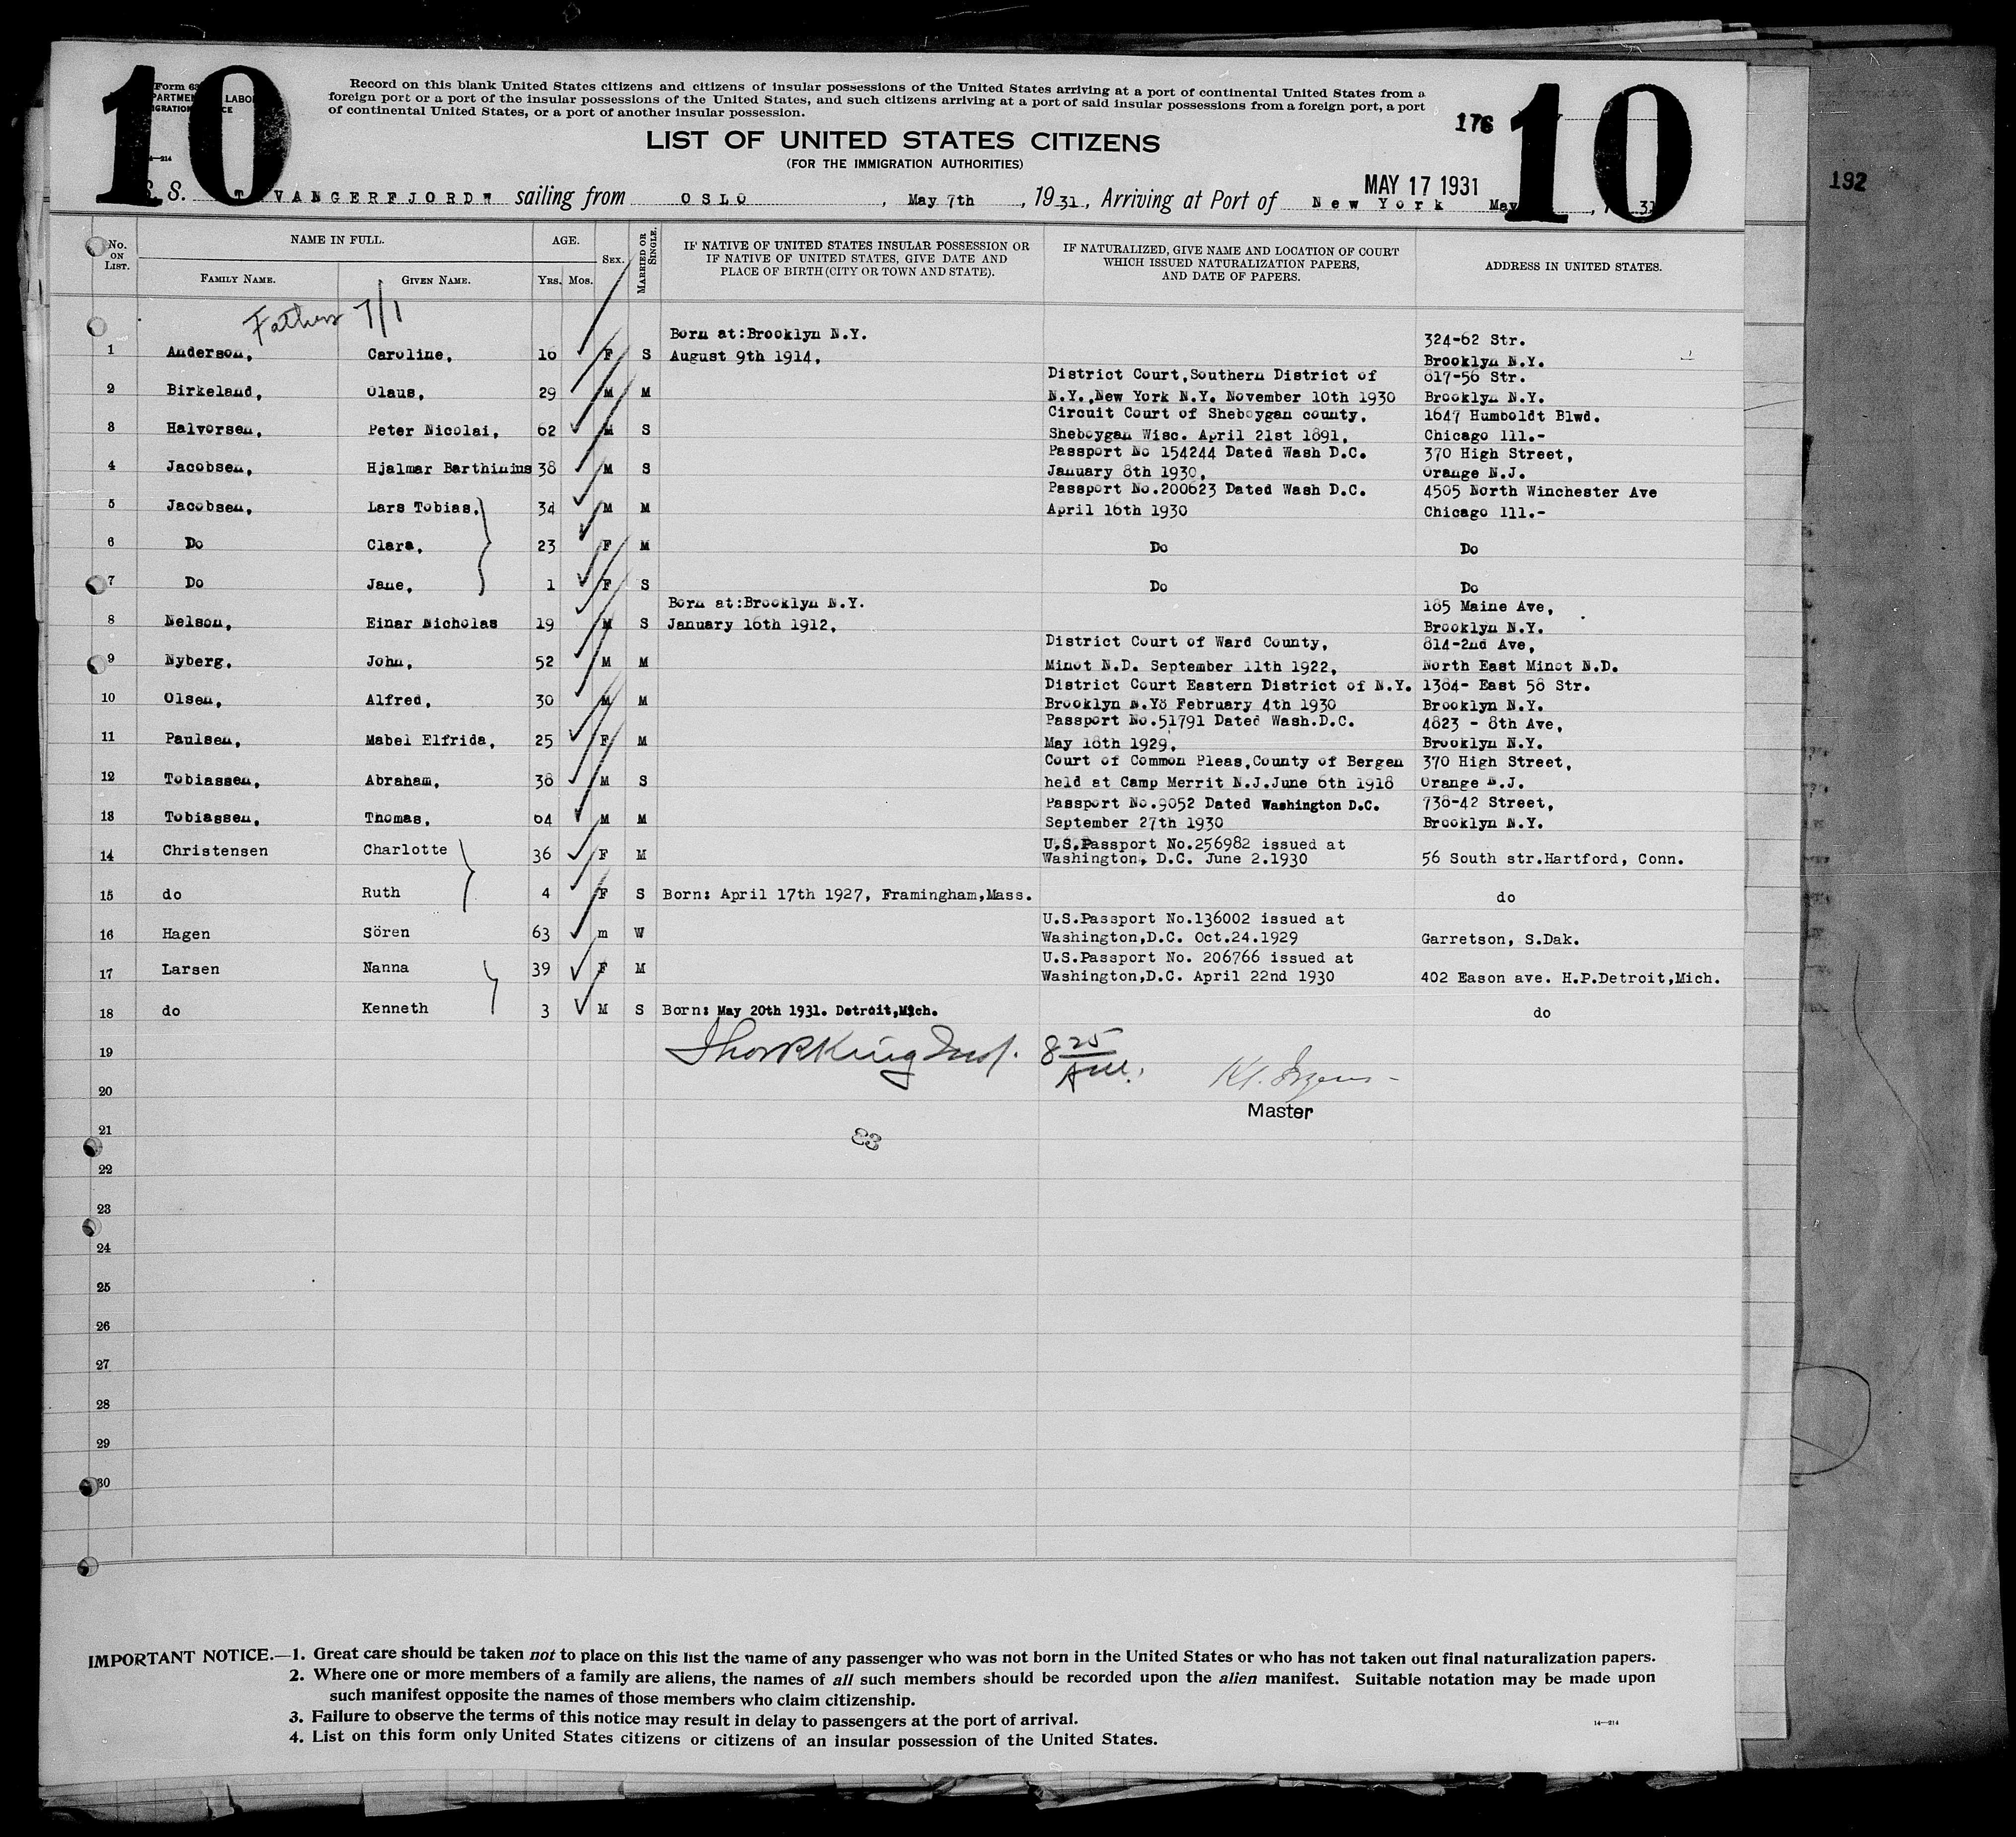 10
Form 63
LABO
Record on this blank United States citizens and citizens of insular possessions of the United States arriving at a port of continental United States from a
foreign port or a port of the insular possessions of the United States, and such citizens arriving at a port of said insular possessions from a foreign port, a port
of continental United States, or a port of another insular possession.
LIST OF UNITED STATES CITIZENS
(FOR THE IMMIGRATION AUTHORITIES)
176
10
192
S. S. T VANGERFJORD" sailing from OSLO , May 7th , 19 31, Arriving at Port of New York May 31
MAY 17 1931
No. ON LIST.
NAME IN FULL.
FAMILY NAME.
GIVEN NAME.
AGE.
Yrs. Mos.
SEX.
MARRIED OR SINGLE.
IF NATIVE OF UNITED STATES INSULAR POSSESSION OR
IF NATIVE OF UNITED STATES, GIVE DATE AND
PLACE OF BIRTH (CITY OR TOWN AND STATE).
IF NATURALIZED, GIVE NAME AND LOCATION OF COURT
WHICH ISSUED NATURALIZATION PAPERS,
AND DATE OF PAPERS.
ADDRESS IN UNITED STATES.
Father 7/1
Born at:Brooklyn N.Y. 324-62 Str.
1 Anderson, Caroline, 16 F S August 9th 1914, Brooklyn N.Y.
District Court,Southern District of 817-56 Str.
2 Birkeland, Olaus, 29 M M N.Y.,New York N.Y. November 10th 1930 Brooklyn N.Y.
Circuit Court of Sheboygan county, 1647 Humboldt Blwd.
3 Halvorsen, Peter Nicolai, 62 M S Sheboygan Wisc. April 21st 1891, Chicago Ill.-
Passport No 154244 Dated Wash D.C. 370 High Street,
4 Jacobsen, Hjalmar Barthinius 38 M S January 8th 1930, Orange N.J.
Passport No.200623 Dated Wash D.C. 4505 North Winchester Ave
5 Jacobsen, Lars Tobias, 34 M M April 16th 1930 Chicago Ill.-
6 Do Clara, 23 F M Do Do
7 Do Jane, 1 F S Do Do
Born at:Brooklyn N.Y. 185 Maine Ave,
8 Nelson, Einar Nicholas 19 M S January 16th 1912, Brooklyn N.Y.
District Court of Ward County, 814-2nd Ave,
9 Nyberg, John, 52 M M Minot N.D. September 11th 1922, North East Minot N.D.
District Court Eastern District of N.Y. 1384- East 58 Str.
10 Olsen, Alfred, 30 M M Brooklyn N.Y8 February 4th 1930 Brooklyn N.Y.
Passport No.51791 Dated Wash.D.C. 4823 - 8th Ave,
11 Paulsen, Mabel Elfrida, 25 F M May 18th 1929, Brooklyn N.Y.
Court of Common Pleas,County of Bergen 370 High Street,
12 Tobiassen, Abraham, 38 M S held at Camp Merrit N.J.June 6th 1918 Orange N.J.
Passport No.9052 Dated Washington D.C. 738-42 Street,
13 Tobiassen, Thomas, 64 M M September 27th 1930 Brooklyn N.Y.
U.S.Passport No.256982 issued at
14 Christensen Charlotte 36 F M Washington, D.C. June 2.1930 56 South str.Hartford, Conn.
15 do Ruth 4 F S Born: April 17th 1927, Framingham,Mass. do
U.S.Passport No.136002 issued at
16 Hagen Sören 63 m W Washington,D.C. Oct.24.1929 Garretson, S.Dak.
U.S.Passport No. 206766 issued at
17 Larsen Nanna 39 F M Washington,D.C. April 22nd 1930 402 Eason ave. H.P.Detroit,Mich.
18 do Kenneth 3 M S Born: May 20th 1931. Detroit,Mich. do
19 King Insp. 8 25
AM.
20
Master
21
83
22
23
24
25
26
27
28
29
30
IMPORTANT NOTICE.—1. Great care should be taken not to place on this list the name of any passenger who was not born in the United States or who has not taken out final naturalization papers.
2. Where one or more members of a family are aliens, the names of all such members should be recorded upon the alien manifest. Suitable notation may be made upon
such manifest opposite the names of those members who claim citizenship.
3. Failure to observe the terms of this notice may result in delay to passengers at the port of arrival.
4. List on this form only United States citizens or citizens of an insular possession of the United States.
14—214